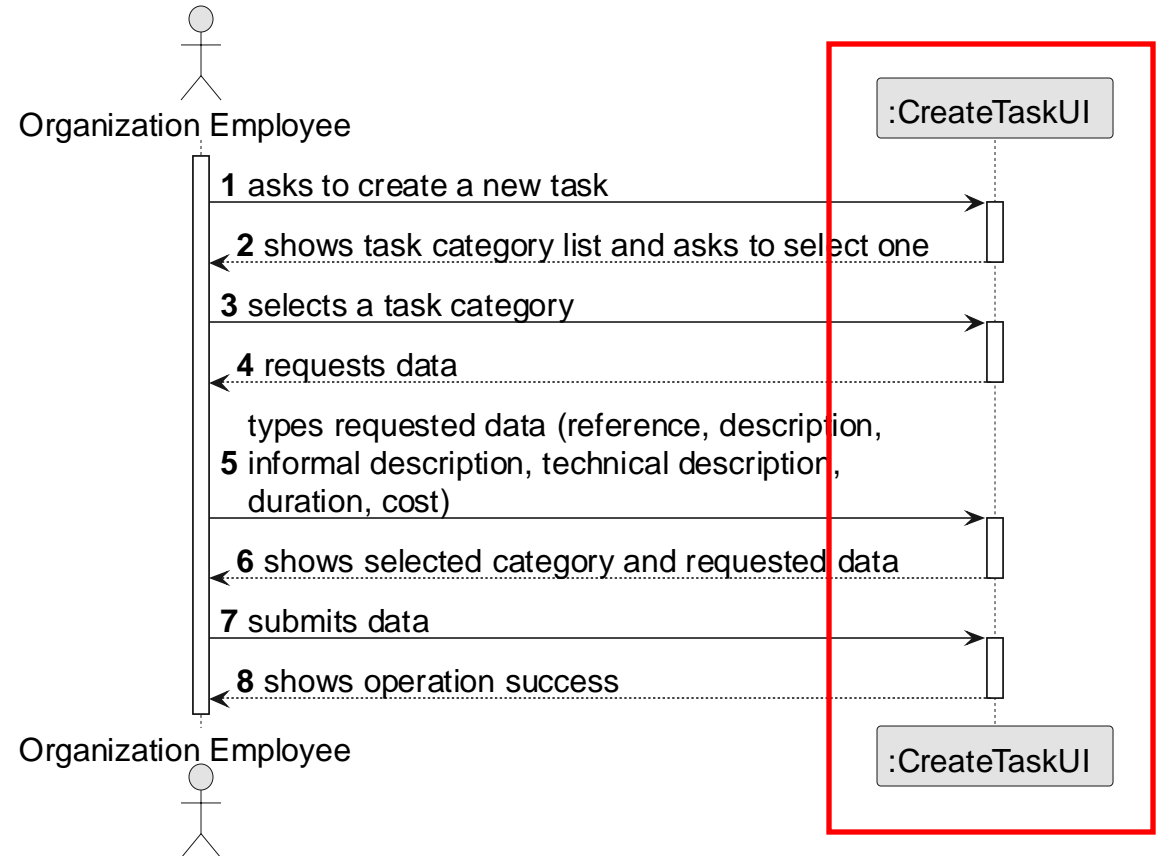 Organization Employee
:CreateTaskUI
1 asks to create a new task
2 shows task category list and asks to select one
3 selects a task category
4 requests data
types requested data (reference, description,
5 informal description, technical description,
duration, cost)
6 shows selected category and requested data
7 submits data
8 shows operation success
Organization Employee
:CreateTaskUI